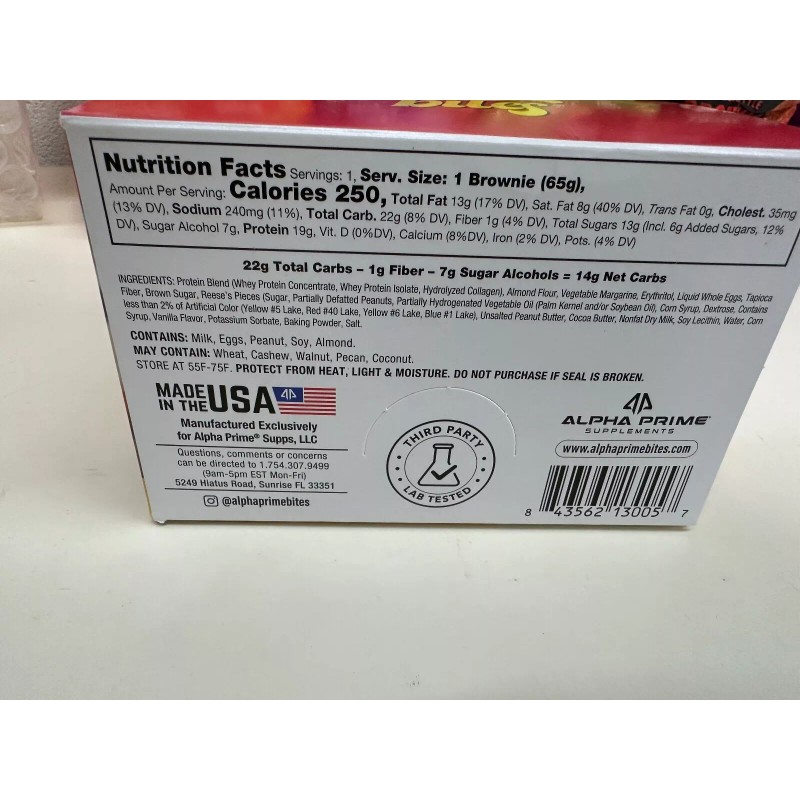 Bites
Nutrition Facts Servings: 1, Serv. Size: 1 Brownie (65g),
Amount Per Serving: Calories 250, Total Fat 13g (17% DV), Sat. Fat 8g (40% DV), Trans Fat 0g, Cholest. 35mg
(13% DV), Sodium 240mg (11%), Total Carb. 22g (8% DV), Fiber 1g (4% DV), Total Sugars 13g (Incl. 6g Added Sugars, 12%
DV), Sugar Alcohol 7g, Protein 19g, Vit. D (0%DV), Calcium (8%DV), Iron (2% DV), Pots. (4% DV)
22g Total Carbs – 1g Fiber – 7g Sugar Alcohols = 14g Net Carbs
INGREDIENTS: Protein Blend (Whey Protein Concentrate, Whey Protein Isolate, Hydrolyzed Collagen), Almond Flour, Vegetable Margarine, Erythritol, Liquid Whole Eggs, Tapioca
Fiber, Brown Sugar, Reese's Pieces (Sugar, Partially Defatted Peanuts, Partially Hydrogenated Vegetable Oil (Palm Kernel and/or Soybean Oil), Corn Syrup, Dextrose. Contains
less than 2% of Artificial Color (Yellow #5 Lake, Red #40 Lake, Yellow #6 Lake, Blue #1 Lake), Unsalted Peanut Butter, Cocoa Butter, Nonfat Dry Milk, Soy Lecithin, Water, Corn
Syrup, Vanilla Flavor, Potassium Sorbate, Baking Powder, Salt.
CONTAINS: Milk, Eggs, Peanut, Soy, Almond.
MAY CONTAIN: Wheat, Cashew, Walnut, Pecan, Coconut.
STORE AT 55F-75F. PROTECT FROM HEAT, LIGHT & MOISTURE. DO NOT PURCHASE IF SEAL IS BROKEN.
MADE
IN THE USA
Manufactured Exclusively
for Alpha Prime® Supps, LLC
Questions, comments or concerns
can be directed to 1.754.307.9499
(9am-5pm EST Mon-Fri)
5249 Hiatus Road, Sunrise FL 33351
@alphaprimebites
THIRD PARTY
LAB TESTED
ALPHA PRIME®
SUPPLEMENTS
www.alphaprimebites.com
8 43562 13005 7